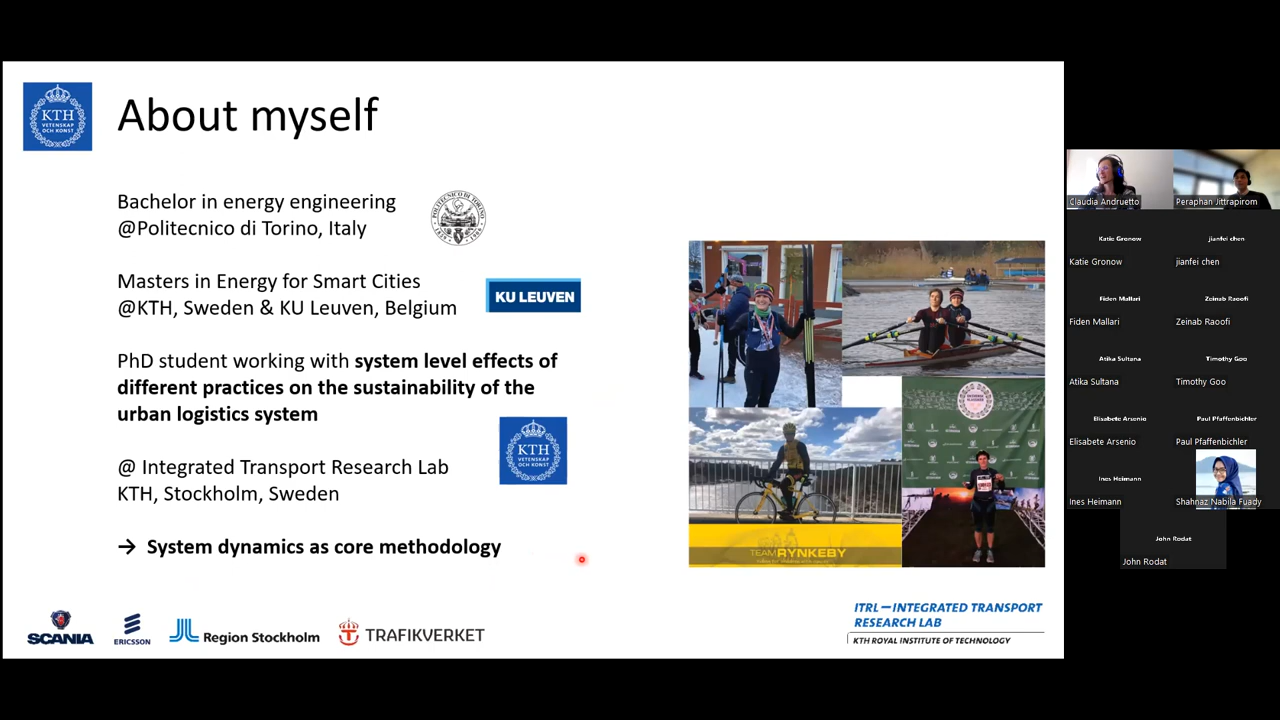 KTH
VETENSKAP
OCH KONST
About myself
Bachelor in energy engineering
@Politecnico di Torino, Italy
Masters in Energy for Smart Cities
@KTH, Sweden & KU Leuven, Belgium
KU LEUVEN
PhD student working with system level effects of
different practices on the sustainability of the
urban logistics system
KTH
VETENSKAP
OCH KONST
@ Integrated Transport Research Lab
KTH, Stockholm, Sweden
→ System dynamics as core methodology
TEAM RYNKEBY
SCANIA
ERICSSON
Region Stockholm
TRAFIKVERKET
ITRL – INTEGRATED TRANSPORT
RESEARCH LAB
KTH ROYAL INSTITUTE OF TECHNOLOGY
Claudia Andruetto
Peraphan Jittrapirom
Katie Gronow
Katie Gronow
jianfei chen
jianfei chen
Fiden Mallari
Fiden Mallari
Zeinab Raoofi
Zeinab Raoofi
Atika Sultana
Atika Sultana
Timothy Goo
Timothy Goo
Elisabete Arsenio
Elisabete Arsenio
Paul Pfaffenbichler
Paul Pfaffenbichler
Ines Heimann
Ines Heimann
Shahnaz Nabila Fuady
John Rodat
John Rodat